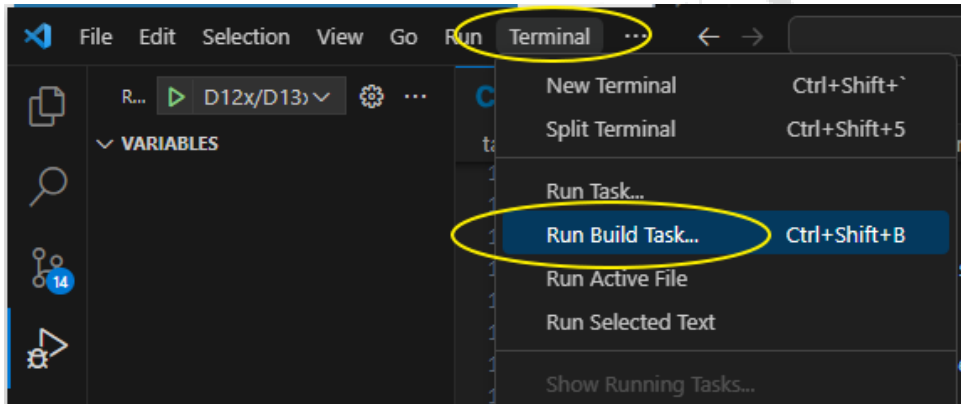 File Edit Selection View Go Run Terminal ...
R... D12x/D13x ...
VARIABLES
14
New Terminal Ctrl+Shift+`
Split Terminal Ctrl+Shift+5
Run Task...
Run Build Task... Ctrl+Shift+B
Run Active File
Run Selected Text
Show Running Tasks...